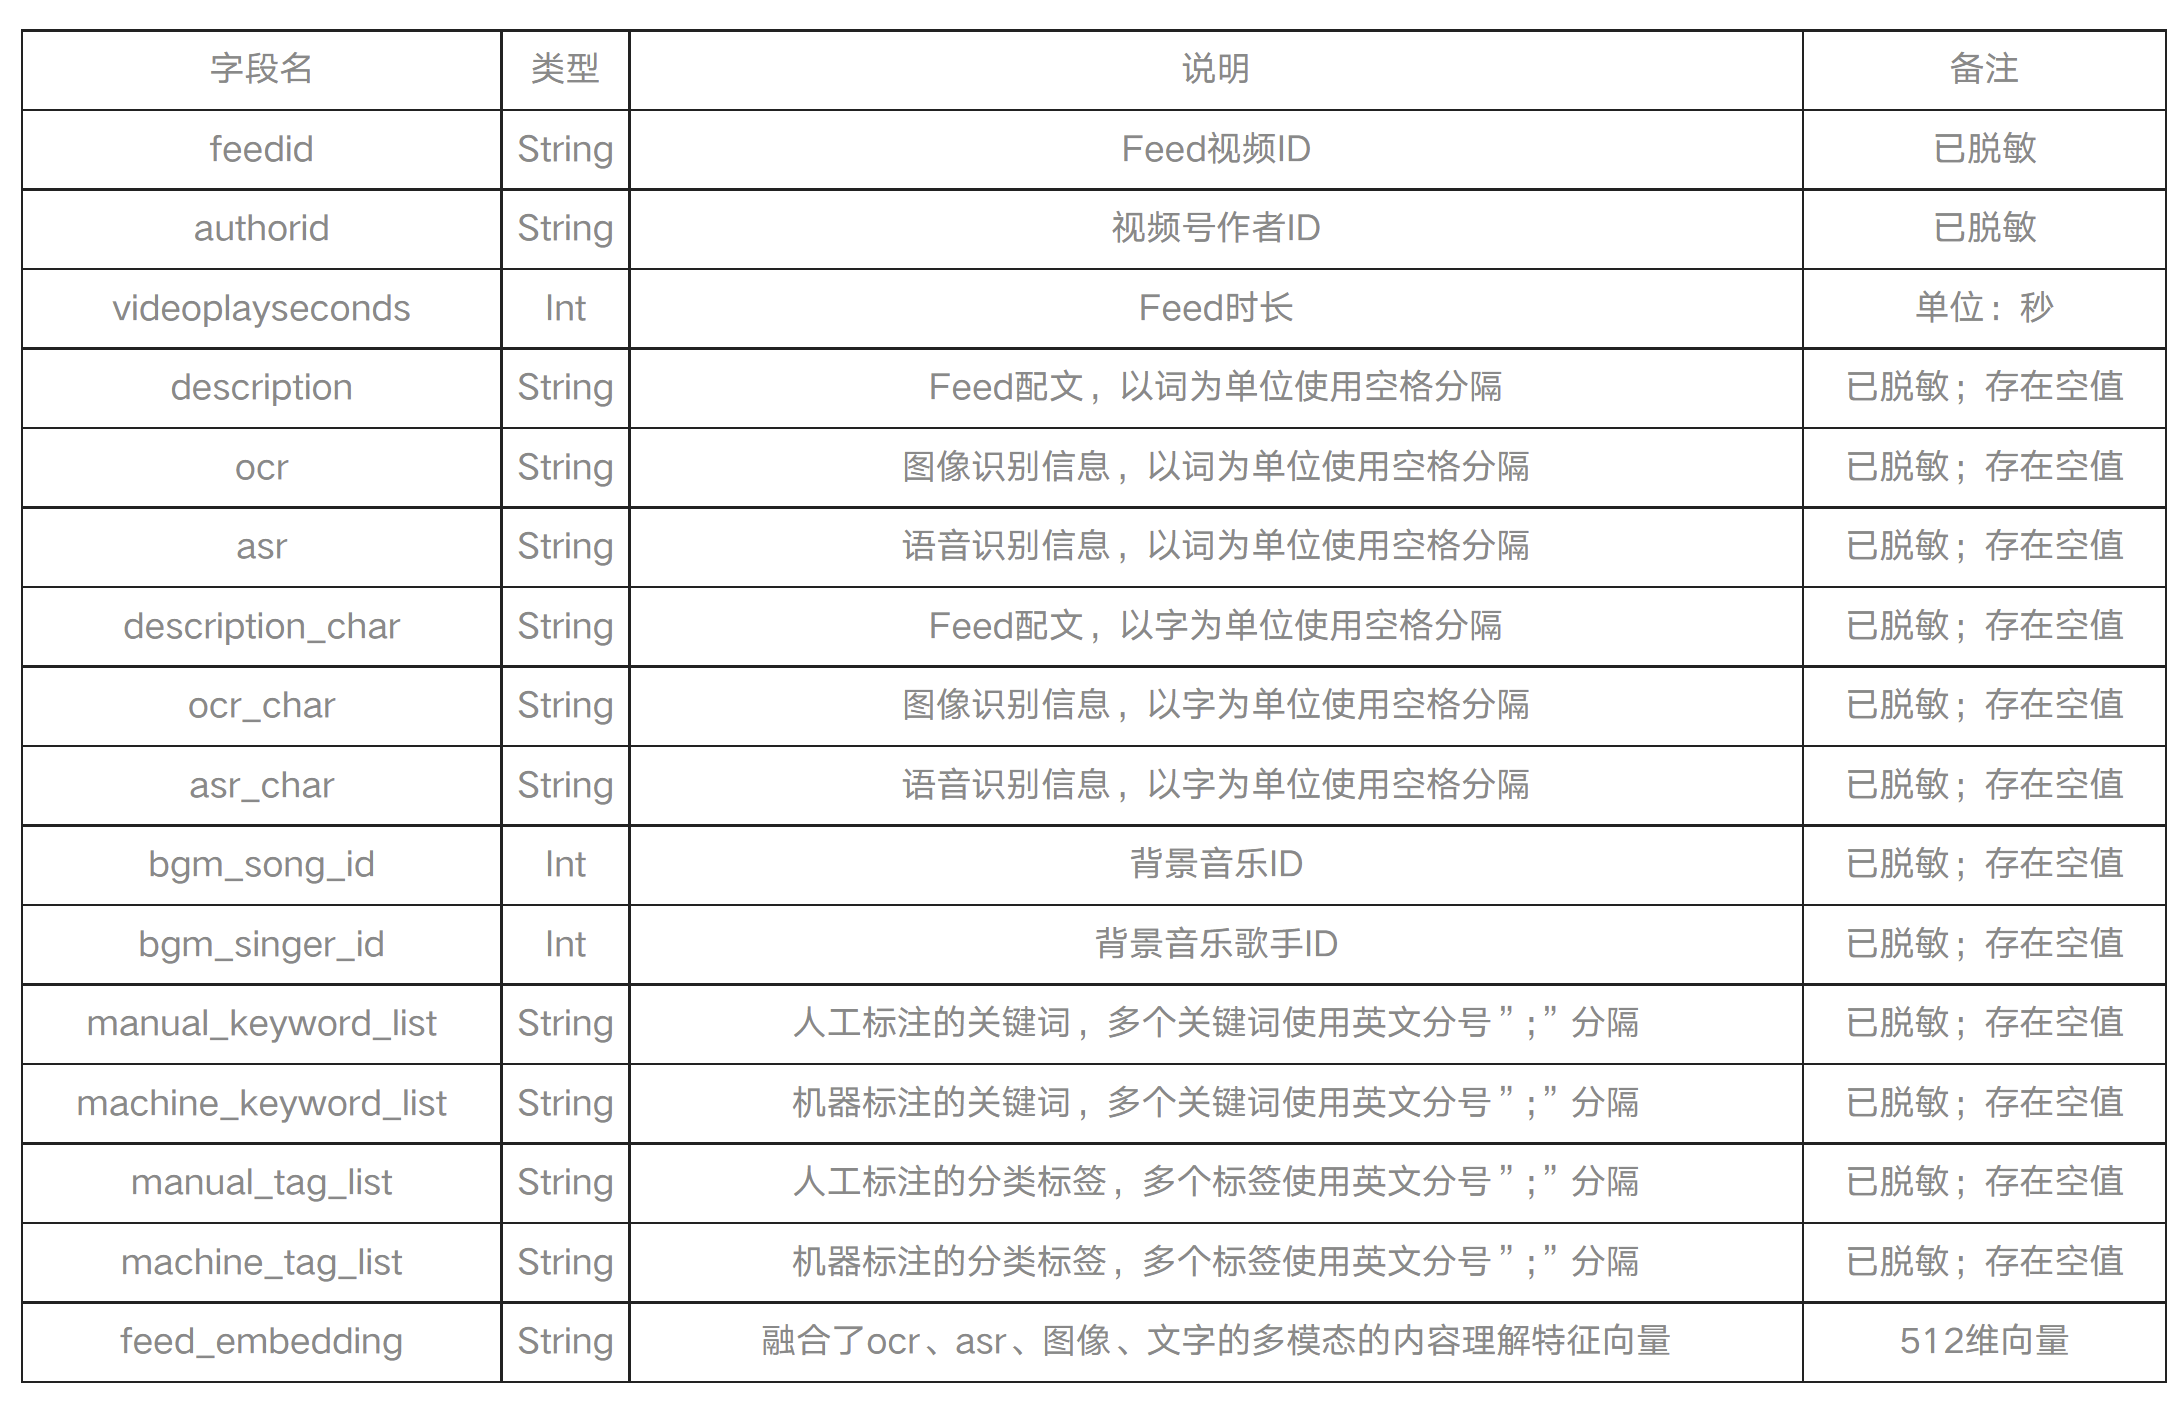 字段名 类型 说明 备注
feedid String Feed视频ID 已脱敏
authorid String 视频号作者ID 已脱敏
videoplayseconds Int Feed时长 单位：秒
description String Feed配文，以词为单位使用空格分隔 已脱敏；存在空值
ocr String 图像识别信息，以词为单位使用空格分隔 已脱敏；存在空值
asr String 语音识别信息，以词为单位使用空格分隔 已脱敏；存在空值
description_char String Feed配文，以字为单位使用空格分隔 已脱敏；存在空值
ocr_char String 图像识别信息，以字为单位使用空格分隔 已脱敏；存在空值
asr_char String 语音识别信息，以字为单位使用空格分隔 已脱敏；存在空值
bgm_song_id Int 背景音乐ID 已脱敏；存在空值
bgm_singer_id Int 背景音乐歌手ID 已脱敏；存在空值
manual_keyword_list String 人工标注的关键词，多个关键词使用英文分号”;”分隔 已脱敏；存在空值
machine_keyword_list String 机器标注的关键词，多个关键词使用英文分号”;”分隔 已脱敏；存在空值
manual_tag_list String 人工标注的分类标签，多个标签使用英文分号”;”分隔 已脱敏；存在空值
machine_tag_list String 机器标注的分类标签，多个标签使用英文分号”;”分隔 已脱敏；存在空值
feed_embedding String 融合了ocr、asr、图像、文字的多模态的内容理解特征向量 512维向量